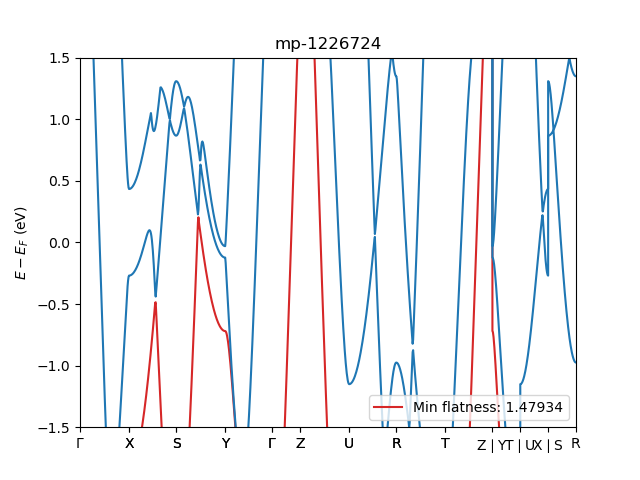 mp-1226724
E − E_F (eV)
1.5
1.0
0.5
0.0
−0.5
−1.0
−1.5
Min flatness: 1.47934
Γ X S Y Γ Z U R T Z | YT | UX | S R